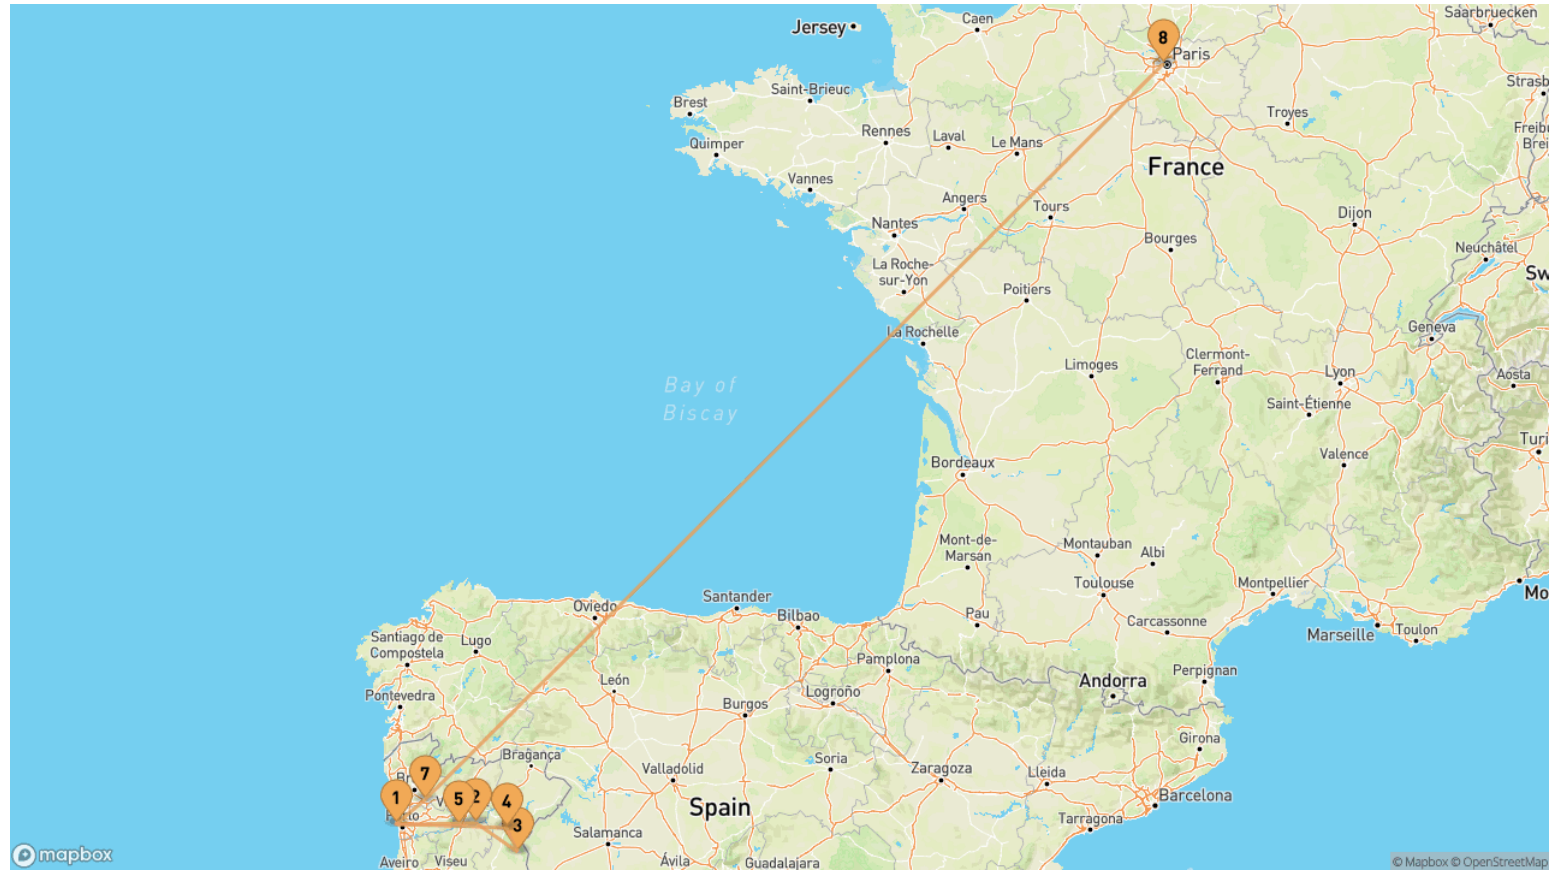 Jersey
Caen
Saarbruecken
8
Paris
Strasb
Saint-Brieuc
Brest
Troyes
Rennes
Laval
Le Mans
Freibu
Brei
Quimper
France
Vannes
Angers
Tours
Dijon
Nantes
Bourges
Neuchâtel
La Roche-
sur-Yon
Sw
Poitiers
La Rochelle
Geneva
Clermont-
Ferrand
Limoges
Lyon
Aosta
Bay of
Biscay
Saint-Étienne
Turi
Valence
Bordeaux
Mont-de-
Marsan
Montauban
Albi
Toulouse
Montpellier
Santander
Oviedo
Mo
Bilbao
Pau
Carcassonne
Marseille
Toulon
Santiago de
Compostela
Lugo
Pamplona
Perpignan
León
Andorra
Pontevedra
Logroño
Burgos
Girona
Bragança
Soria
Valladolid
Zaragoza
Lleida
7
Br
1
5
2
4
V
Barcelona
Spain
Porto
3
Tarragona
Salamanca
mapbox
Aveiro
Viseu
Ávila
Guadalajara
© Mapbox © OpenStreetMap